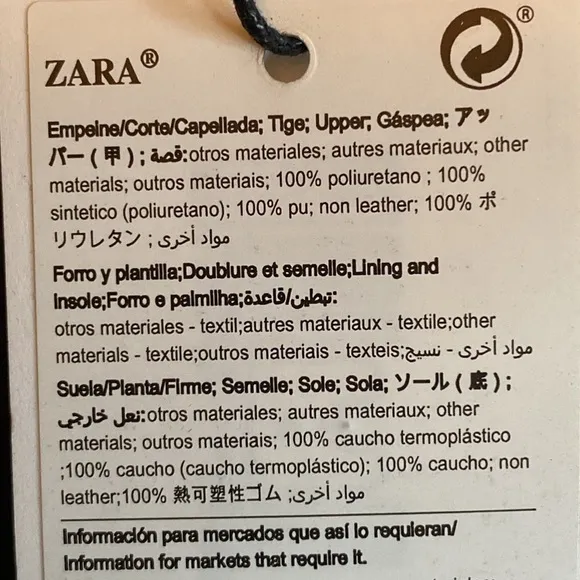 ZARA®
®
Empeine/Corte/Capellada; Tige; Upper; Gáspea; アッ
パー ( 甲 ) ; قصة:otros materiales; autres materiaux; other
materials; outros materiais; 100% poliuretano ; 100%
sintetico (poliuretano); 100% pu; non leather; 100% ポ
リウレタン ; مواد أخرى
Forro y plantilla;Doublure et semelle;Lining and
Insole;Forro e palmilha;تبطين/قاعدة:
otros materiales - textil;autres materiaux - textile;other
materials - textile;outros materiais - texteis;مواد أخرى - نسيج
Suela/Planta/Firme; Semelle; Sole; Sola; ソール ( 底 ) ;
نعل خارجي:otros materiales; autres materiaux; other
materials; outros materiais; 100% caucho termoplástico
;100% caucho (caucho termoplástico); 100% caucho; non
leather;100% 熱可塑性ゴム ;مواد أخرى
Información para mercados que así lo requieran/
Information for markets that require it.